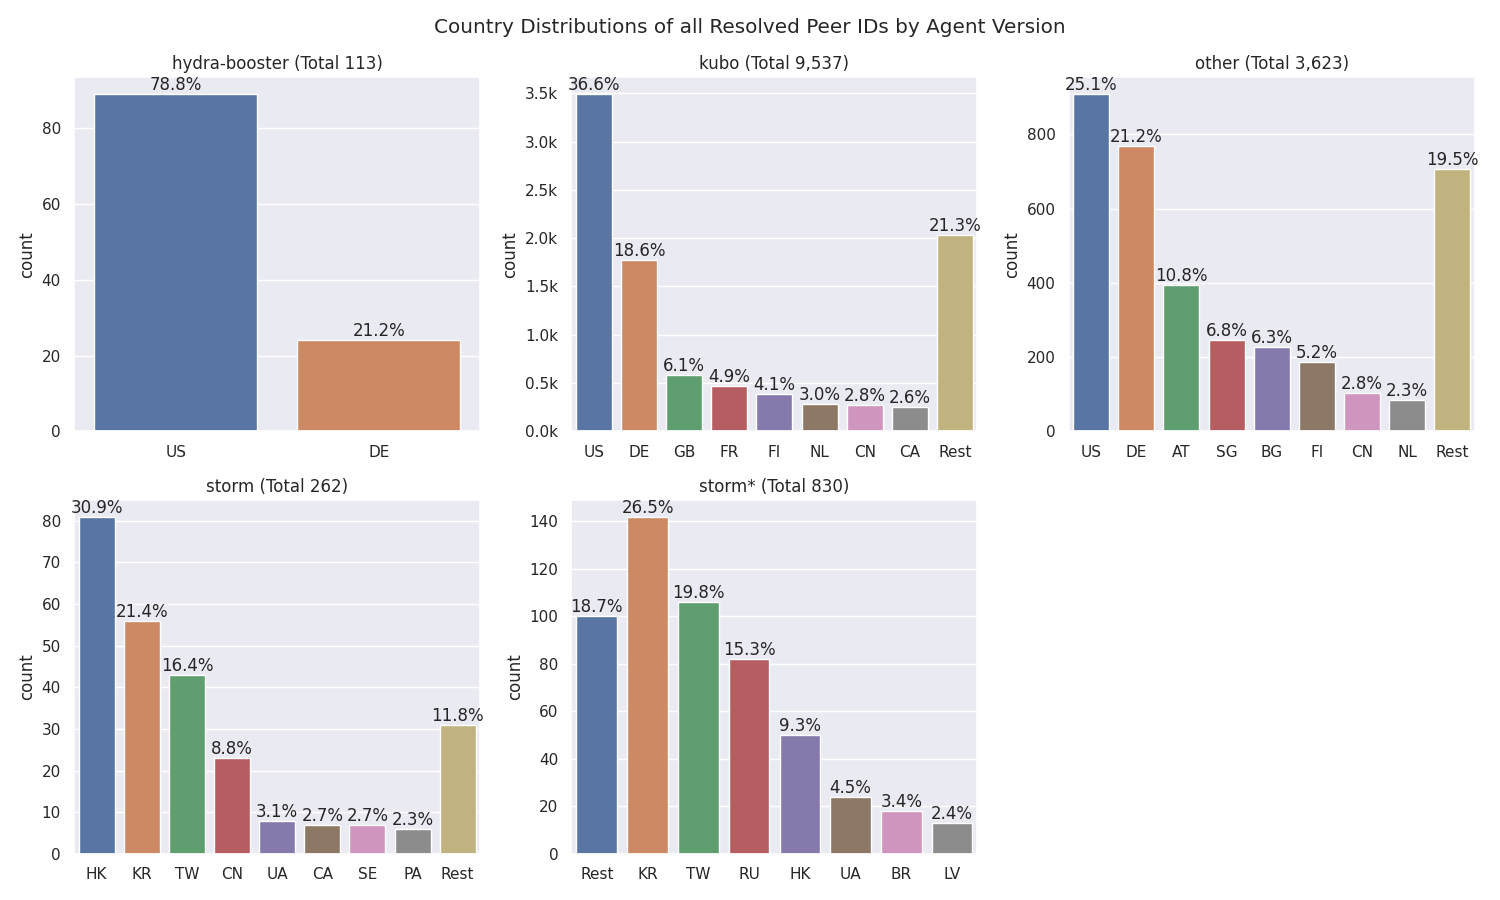 Country Distributions of all Resolved Peer IDs by Agent Version
hydra-booster (Total 113)
count
80
60
40
20
0
78.8%
21.2%
US DE
kubo (Total 9,537)
count
3.5k
3.0k
2.5k
2.0k
1.5k
1.0k
0.5k
0.0k
36.6%
18.6%
6.1%
4.9%
4.1%
3.0%
2.8%
2.6%
21.3%
US DE GB FR FI NL CN CA Rest
other (Total 3,623)
count
800
600
400
200
0
25.1%
21.2%
10.8%
6.8%
6.3%
5.2%
2.8%
2.3%
19.5%
US DE AT SG BG FI CN NL Rest
storm (Total 262)
count
80
70
60
50
40
30
20
10
0
30.9%
21.4%
16.4%
8.8%
3.1%
2.7%
2.7%
2.3%
11.8%
HK KR TW CN UA CA SE PA Rest
storm* (Total 830)
count
140
120
100
80
60
40
20
0
18.7%
26.5%
19.8%
15.3%
9.3%
4.5%
3.4%
2.4%
Rest KR TW RU HK UA BR LV